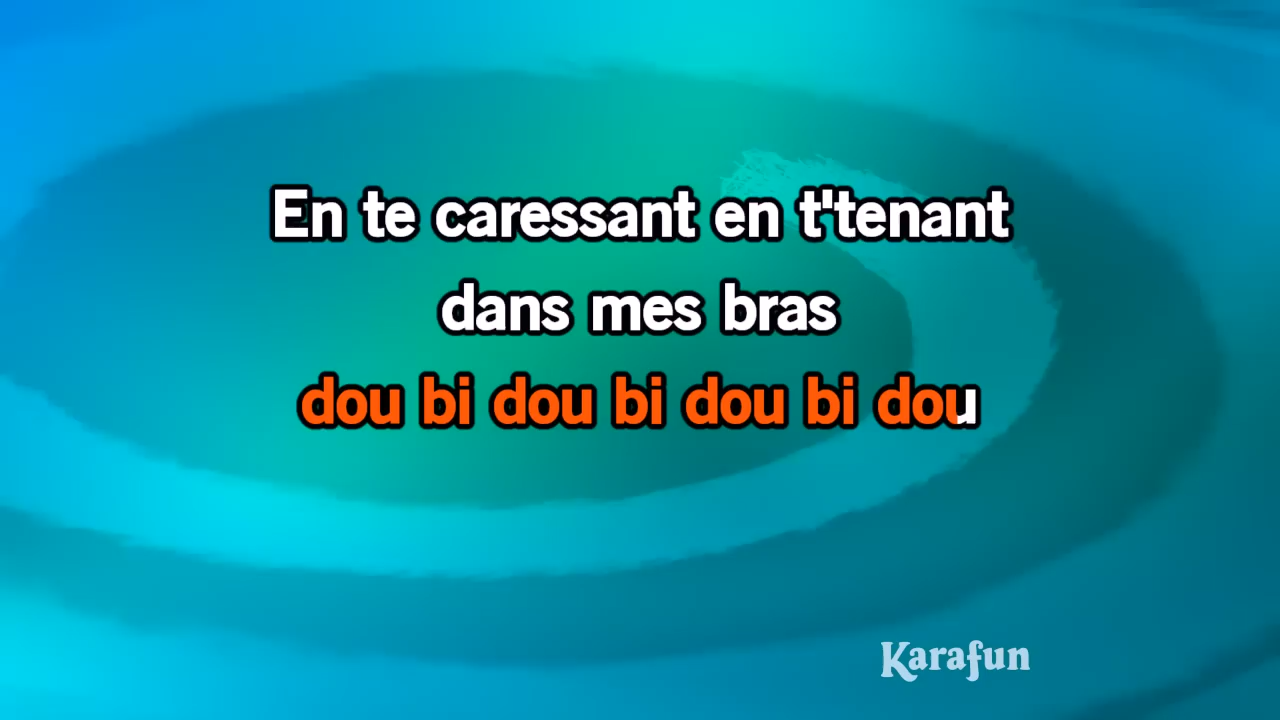 En te caressant en t'tenant
dans mes bras
dou bi dou bi dou bi dou
Karafun